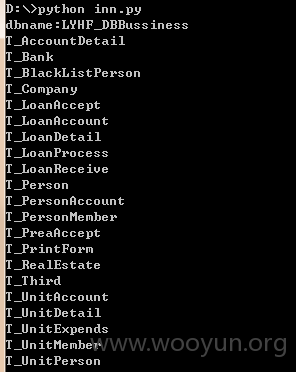 D:\>python inn.py
dbname:LYHF_DBBussiness
T_AccountDetail
T_Bank
T_BlackListPerson
T_Company
T_LoanAccept
T_LoanAccount
T_LoanDetail
T_LoanProcess
T_LoanReceive
T_Person
T_PersonAccount
T_PersonMember
T_PreaAccept
T_PrintForm
T_RealEstate
T_Third
T_UnitAccount
T_UnitDetail
T_UnitExpends
T_UnitMember
www.wooyun.org
T_UnitPerson